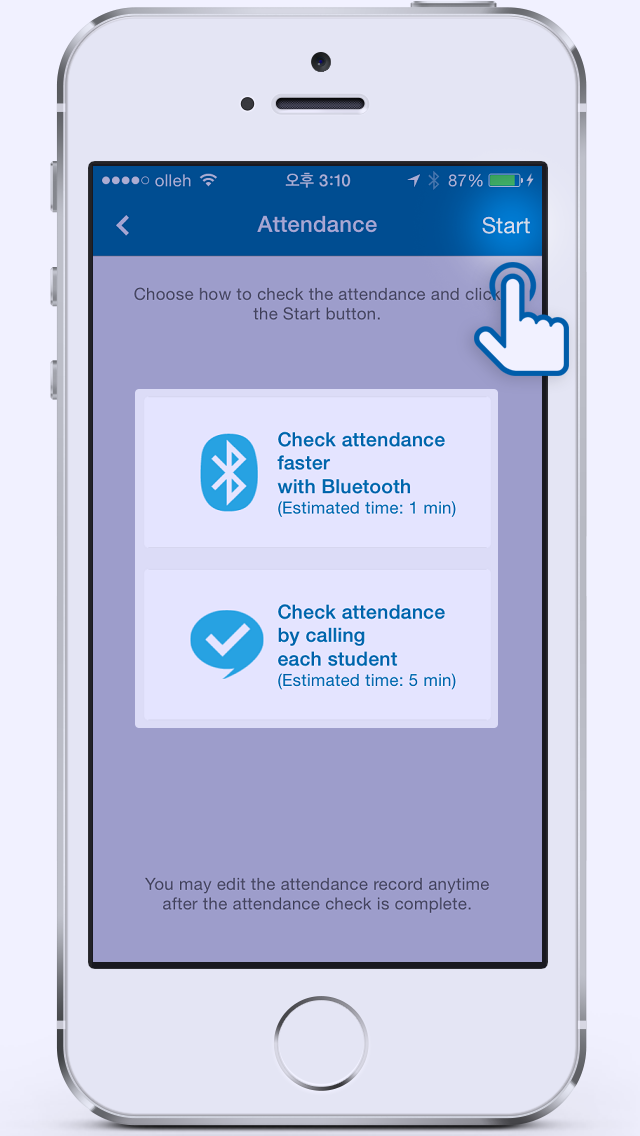 olleh 오후 3:10 87%
Attendance Start
Choose how to check the attendance and click
the Start button.
Check attendance
faster
with Bluetooth
(Estimated time: 1 min)
Check attendance
by calling
each student
(Estimated time: 5 min)
You may edit the attendance record anytime
after the attendance check is complete.